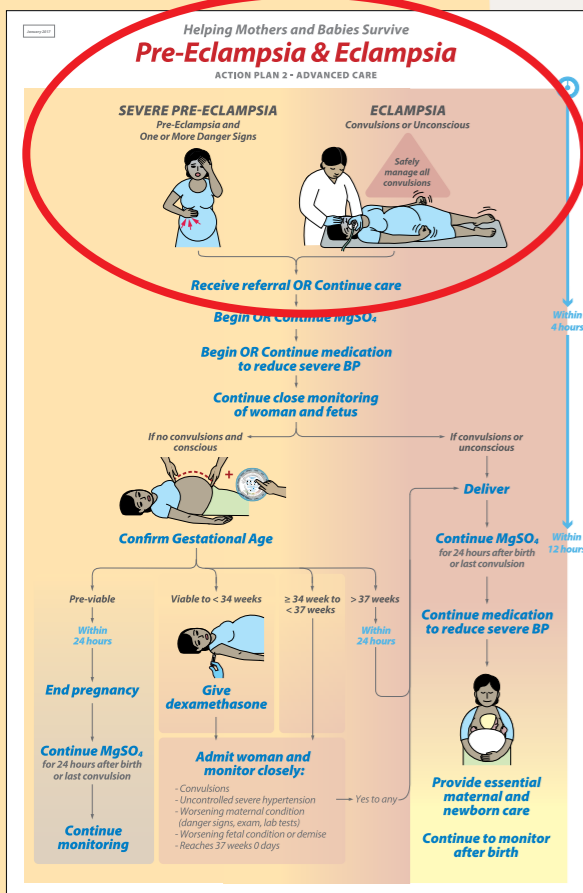 January 2017
Helping Mothers and Babies Survive
Pre-Eclampsia & Eclampsia
ACTION PLAN 2 - ADVANCED CARE
SEVERE PRE-ECLAMPSIA
Pre-Eclampsia and
One or More Danger Signs
ECLAMPSIA
Convulsions or Unconscious
Safely
manage all
convulsions
Receive referral OR Continue care
Begin OR Continue MgSO₄
Within
4 hours
Begin OR Continue medication
to reduce severe BP
Continue close monitoring
of woman and fetus
If no convulsions and
conscious
If convulsions or
unconscious
+
Confirm Gestational Age
Deliver
Continue MgSO₄
for 24 hours after birth
or last convulsion
Within
12 hours
Pre-viable
Within
24 hours
End pregnancy
Continue MgSO₄
for 24 hours after birth
or last convulsion
Continue
monitoring
Viable to < 34 weeks
Give
dexamethasone
≥ 34 week to
< 37 weeks
> 37 weeks
Within
24 hours
Admit woman and
monitor closely:
- Convulsions
- Uncontrolled severe hypertension
- Worsening maternal condition
(danger signs, exam, lab tests)
- Worsening fetal condition or demise
- Reaches 37 weeks 0 days
Yes to any
Continue medication
to reduce severe BP
Provide essential
maternal and
newborn care
Continue to monitor
after birth